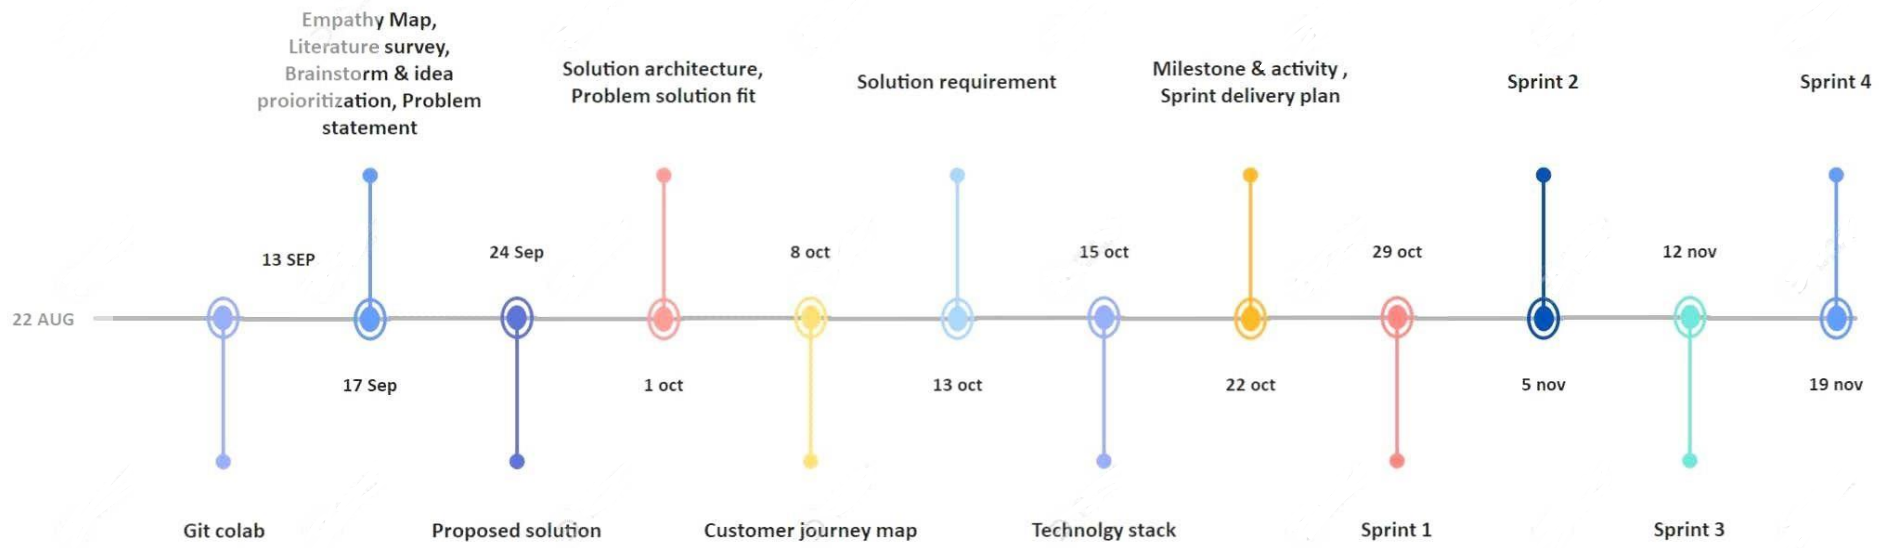 Empathy Map,
Literature survey,
Brainstorm & idea
proioritization, Problem
statement
Solution architecture,
Problem solution fit
Solution requirement
Milestone & activity ,
Sprint delivery plan
Sprint 2
Sprint 4
13 SEP
24 Sep
8 oct
15 oct
29 oct
12 nov
22 AUG
17 Sep
1 oct
13 oct
22 oct
5 nov
19 nov
Git colab
Proposed solution
Customer journey map
Technolgy stack
Sprint 1
Sprint 3